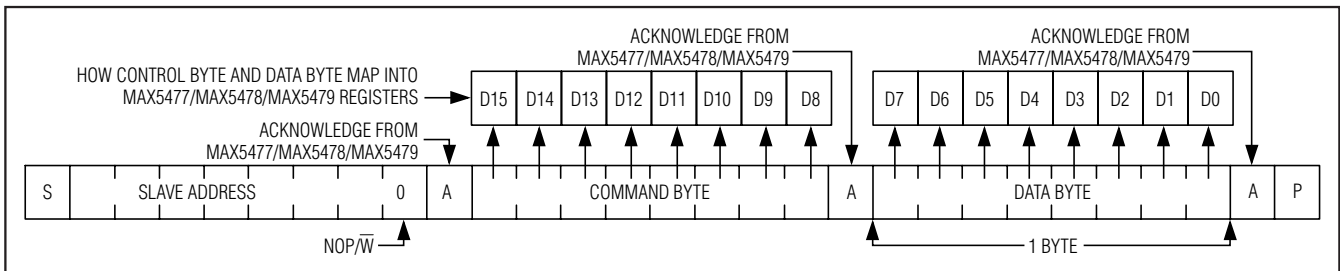 ACKNOWLEDGE FROM
MAX5477/MAX5478/MAX5479
ACKNOWLEDGE FROM
MAX5477/MAX5478/MAX5479
HOW CONTROL BYTE AND DATA BYTE MAP INTO
MAX5477/MAX5478/MAX5479 REGISTERS
D15 D14 D13 D12 D11 D10 D9 D8
D7 D6 D5 D4 D3 D2 D1 D0
ACKNOWLEDGE FROM
MAX5477/MAX5478/MAX5479
S SLAVE ADDRESS 0 A COMMAND BYTE A DATA BYTE A P
NOP/W̅
1 BYTE